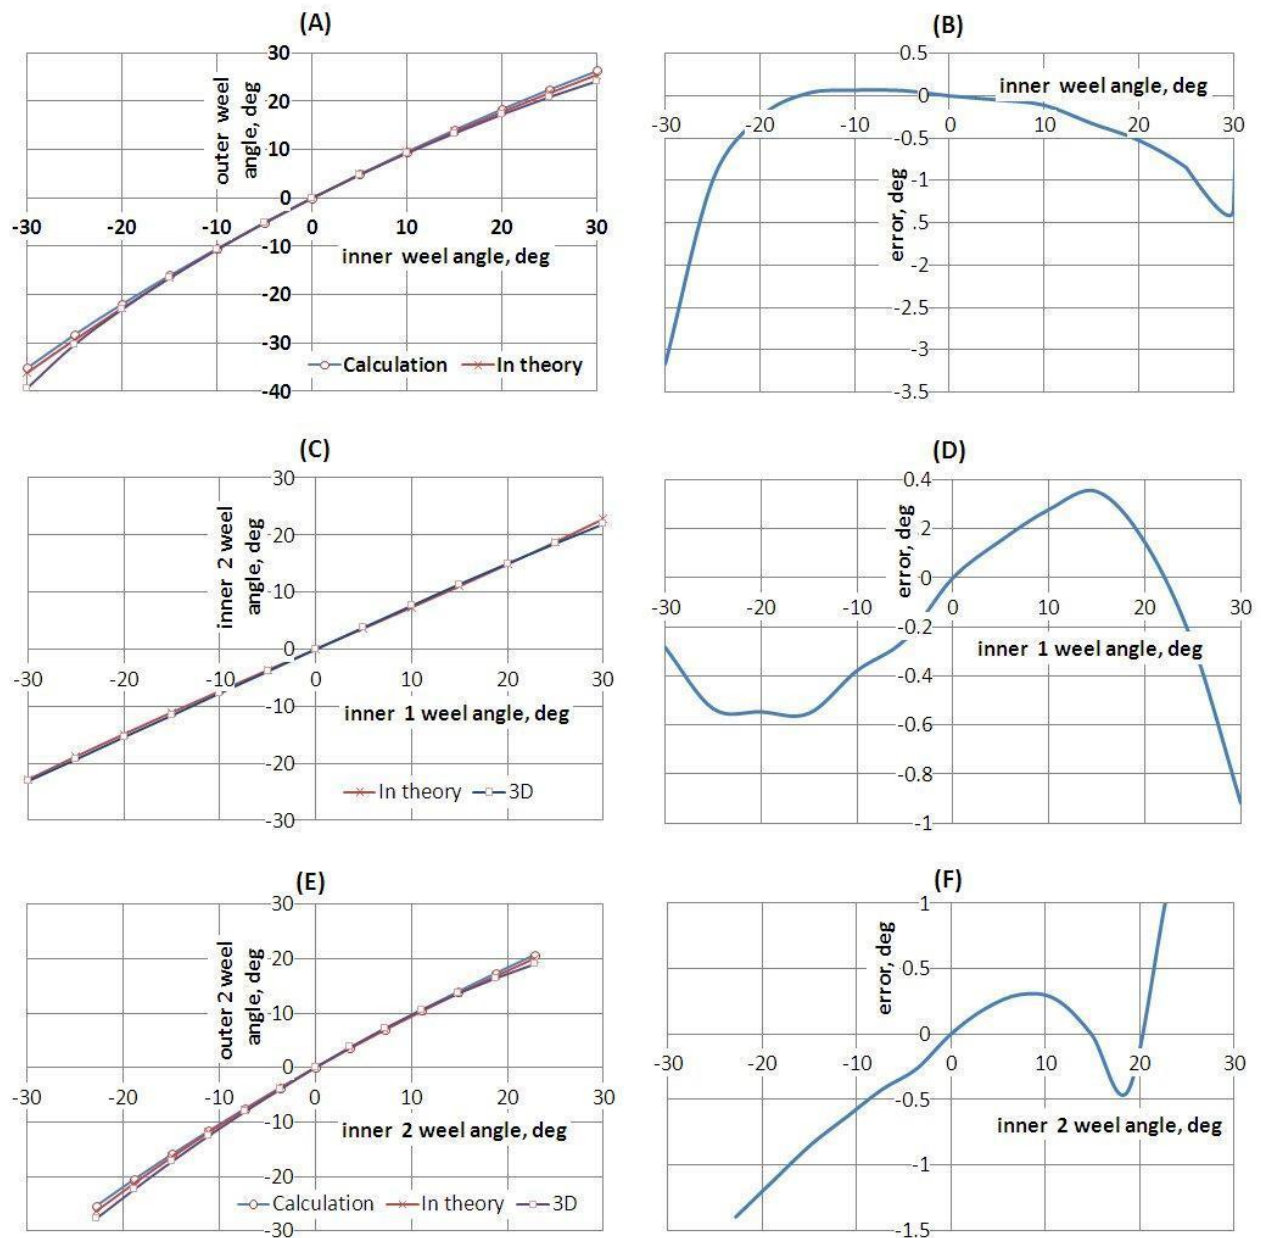 (A)
30
20
10
0
-10
-20
-30
-40
-30 -20 -10 0 10 20 30
outer weel
angle, deg
inner weel angle, deg
Calculation In theory
(B)
0.5
0
-0.5
-1
-1.5
-2
-2.5
-3
-3.5
-30 -20 -10 0 10 20 30
error, deg
inner weel angle, deg
(C)
30
20
10
0
-10
-20
-30
-30 -20 -10 0 10 20 30
inner 2 weel
angle, deg
inner 1 weel angle, deg
In theory 3D
(D)
0.4
0.2
0
-0.2
-0.4
-0.6
-0.8
-1
-30 -20 -10 0 10 20 30
error, deg
inner 1 weel angle, deg
(E)
30
20
10
0
-10
-20
-30
-30 -20 -10 0 10 20 30
outer 2 weel
angle, deg
inner 2 weel angle, deg
Calculation In theory 3D
(F)
1
0.5
0
-0.5
-1
-1.5
-30 -20 -10 0 10 20 30
error, deg
inner 2 weel angle, deg